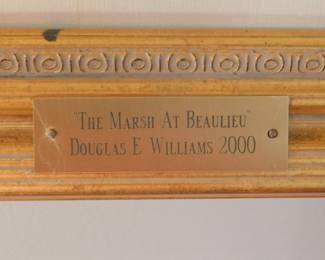 "The Marsh At Beaulieu"
Douglas E Williams 2000